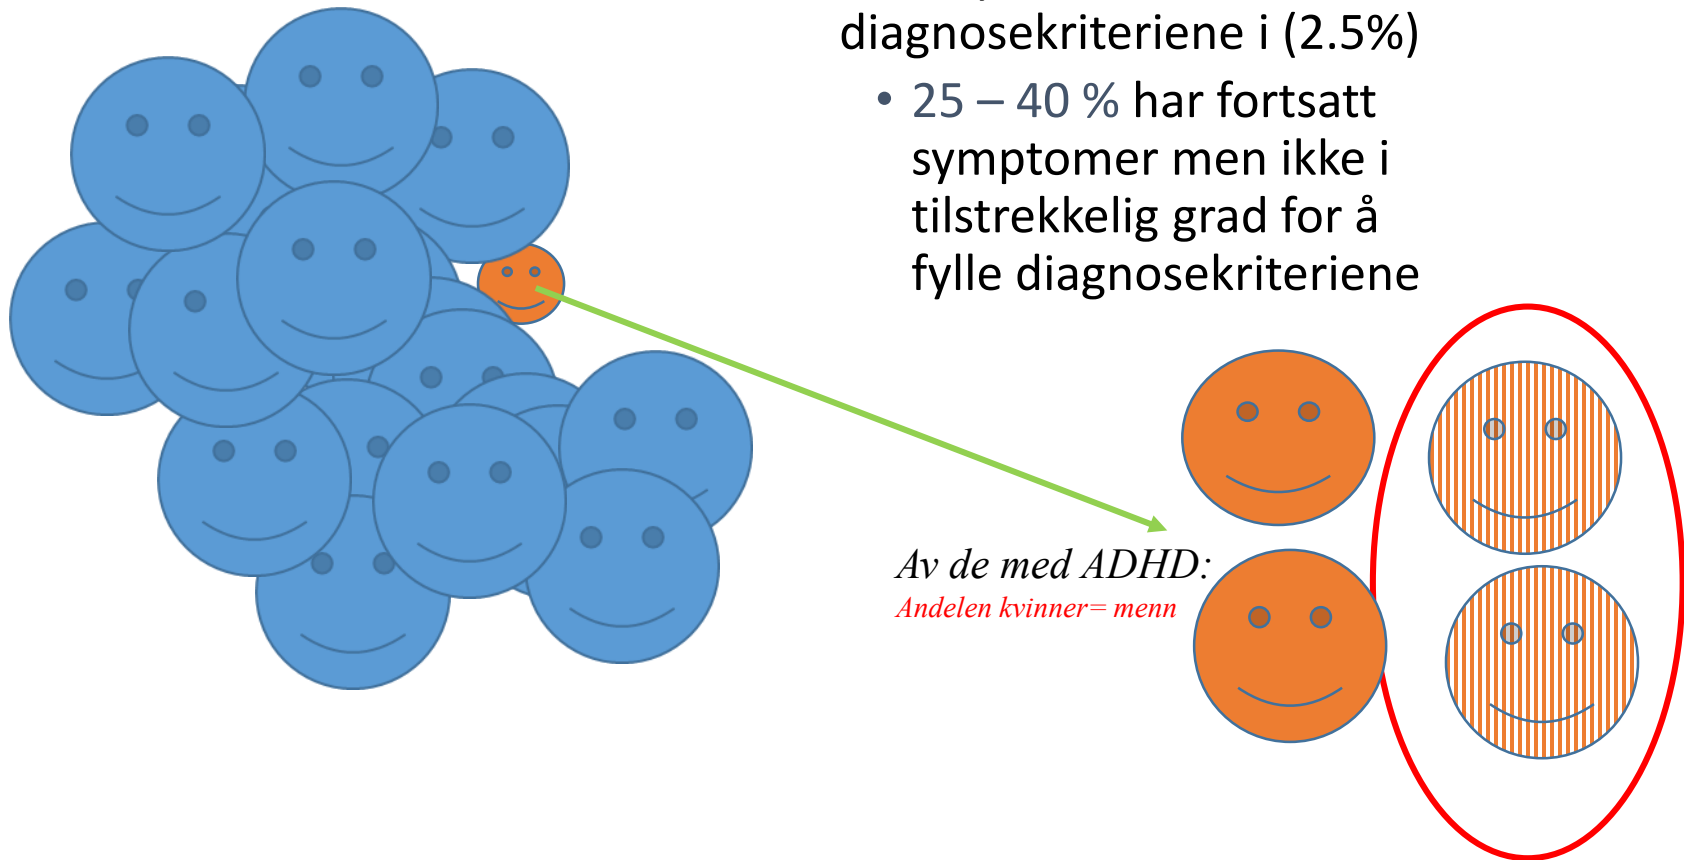 diagnosekriteriene i (2.5%)
• 25 – 40 % har fortsatt
symptomer men ikke i
tilstrekkelig grad for å
fylle diagnosekriteriene
Av de med ADHD:
Andelen kvinner= menn